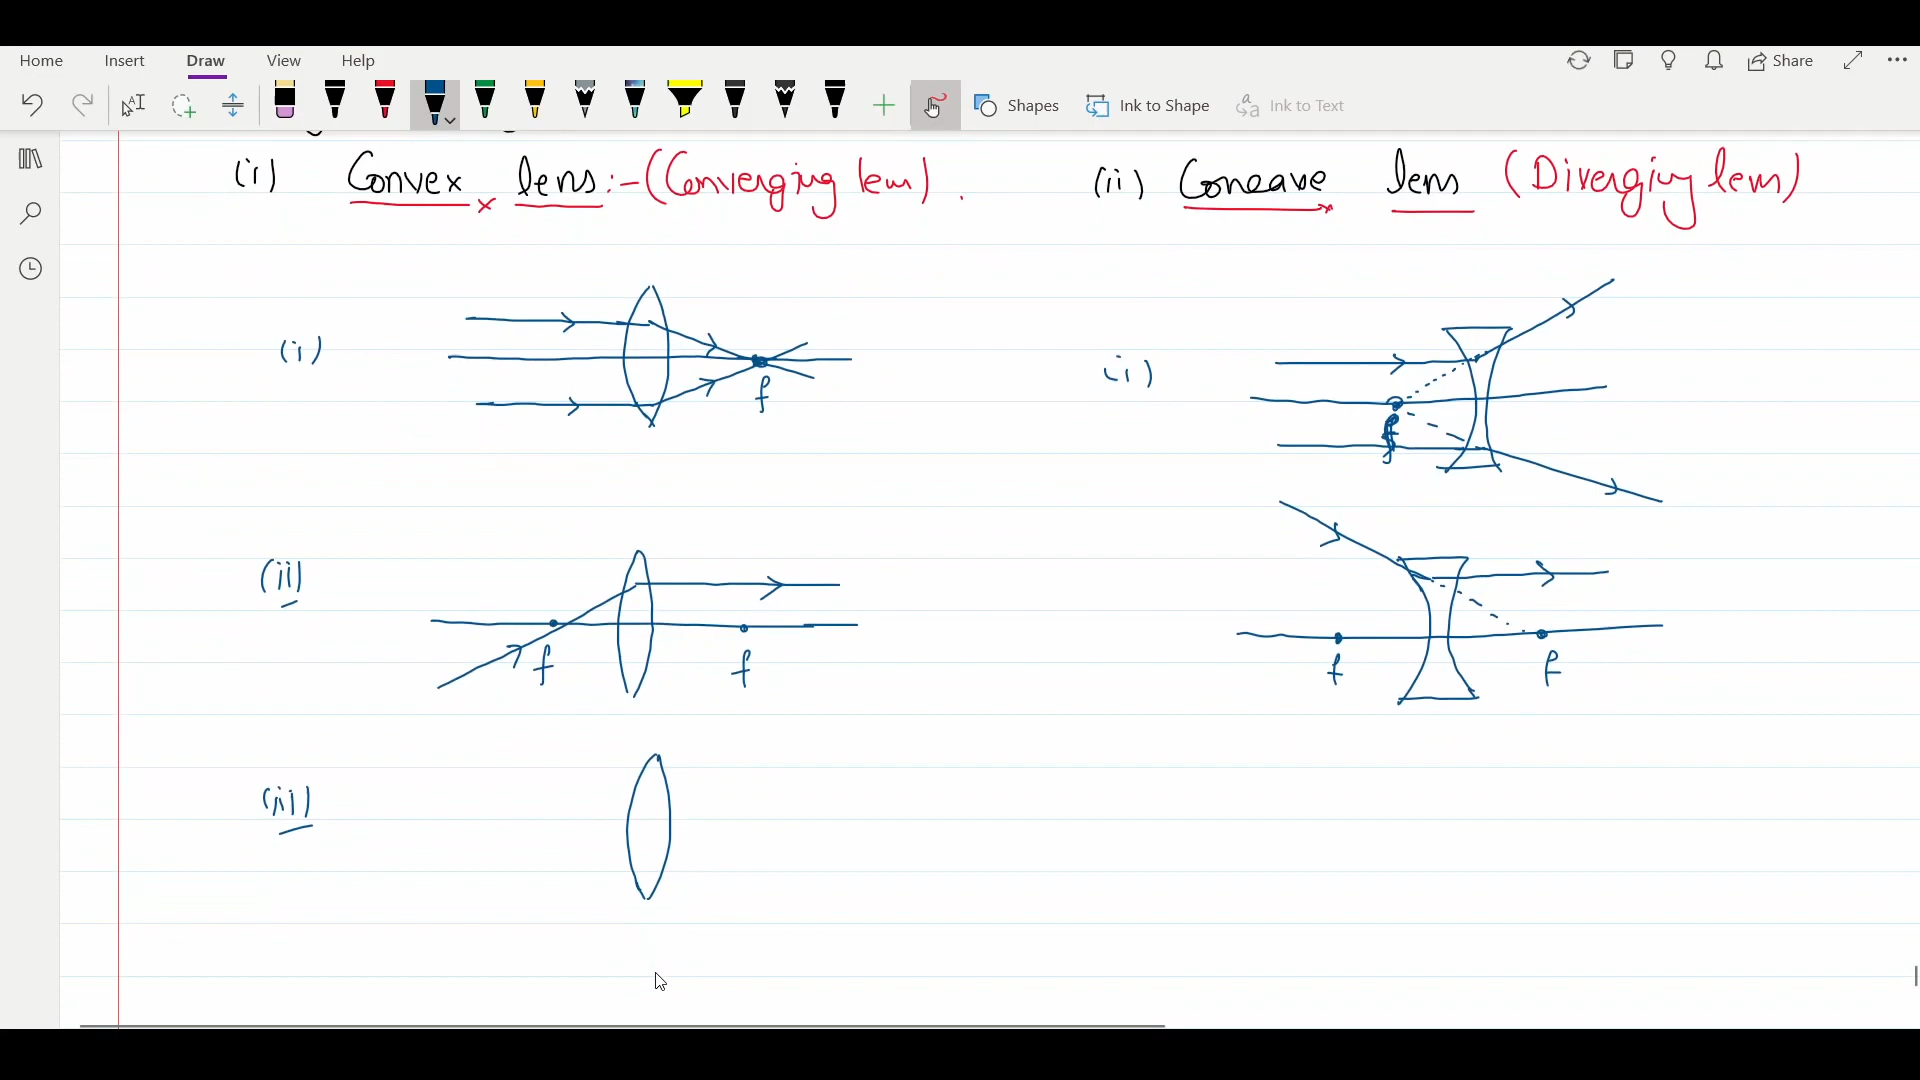 Home Insert Draw View Help Share
Shapes Ink to Shape Ink to Text
(i) Convex lens :- (Converging lens). (ii) Concave lens (Diverging lens)
(i) (i)
f f
(ii)
f f f f
(iii)